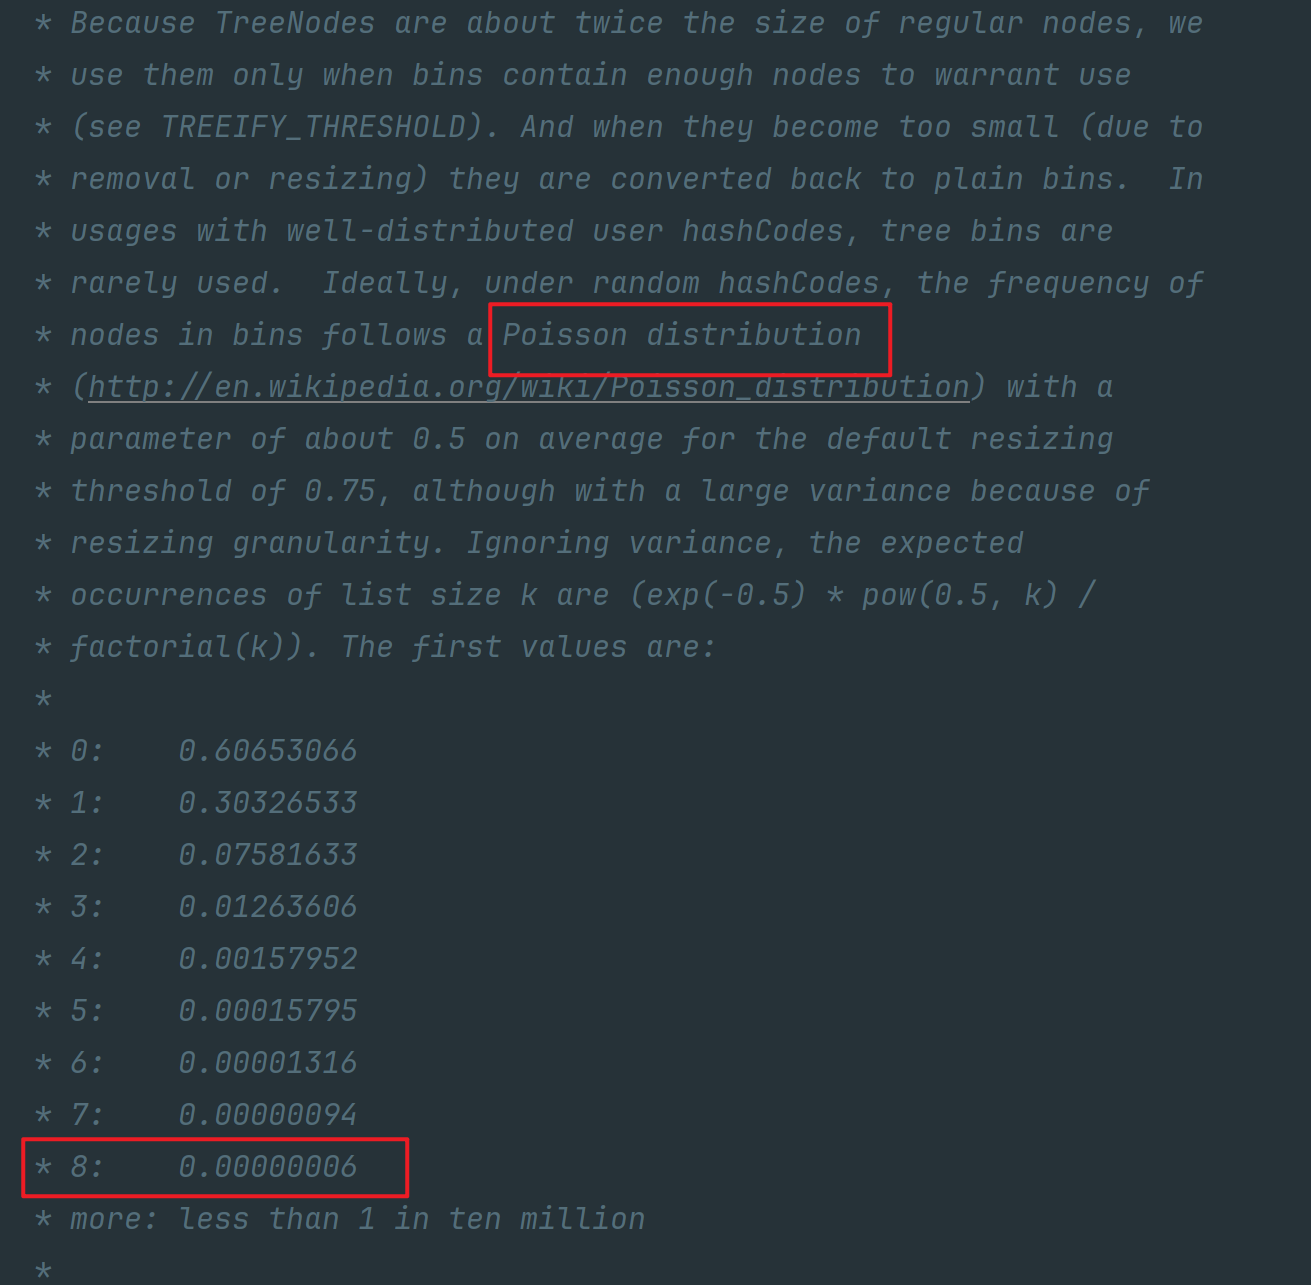 * Because TreeNodes are about twice the size of regular nodes, we
* use them only when bins contain enough nodes to warrant use
* (see TREEIFY_THRESHOLD). And when they become too small (due to
* removal or resizing) they are converted back to plain bins.  In
* usages with well-distributed user hashCodes, tree bins are
* rarely used.  Ideally, under random hashCodes, the frequency of
* nodes in bins follows a Poisson distribution
* (http://en.wikipedia.org/wiki/Poisson_distribution) with a
* parameter of about 0.5 on average for the default resizing
* threshold of 0.75, although with a large variance because of
* resizing granularity. Ignoring variance, the expected
* occurrences of list size k are (exp(-0.5) * pow(0.5, k) /
* factorial(k)). The first values are:
*
* 0:    0.60653066
* 1:    0.30326533
* 2:    0.07581633
* 3:    0.01263606
* 4:    0.00157952
* 5:    0.00015795
* 6:    0.00001316
* 7:    0.00000094
* 8:    0.00000006
* more: less than 1 in ten million
*